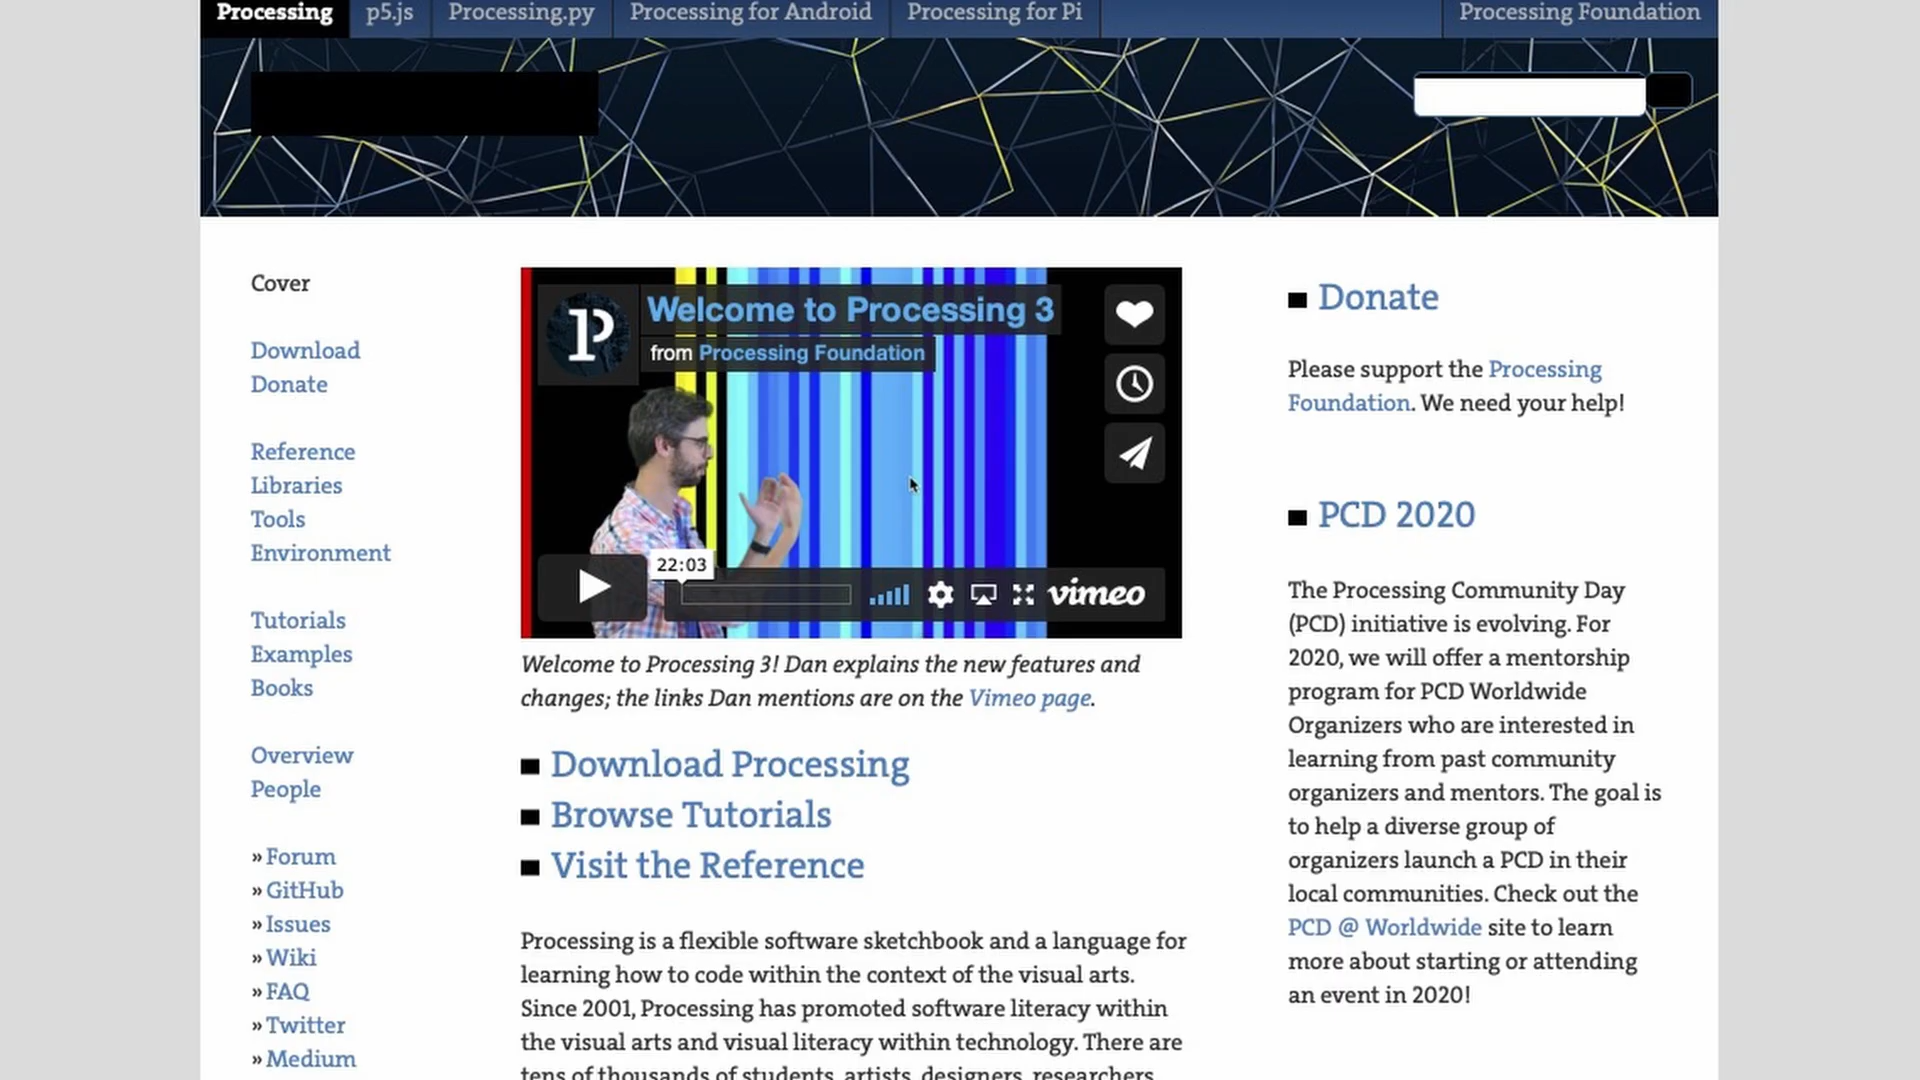 Processing p5.js Processing.py Processing for Android Processing for Pi Processing Foundation
Cover
Download
Donate
Reference
Libraries
Tools
Environment
Tutorials
Examples
Books
Overview
People
» Forum
» GitHub
» Issues
» Wiki
» FAQ
» Twitter
» Medium
P
Welcome to Processing 3
from Processing Foundation
22:03
vimeo
Welcome to Processing 3! Dan explains the new features and
changes; the links Dan mentions are on the Vimeo page.
Download Processing
Browse Tutorials
Visit the Reference
Processing is a flexible software sketchbook and a language for
learning how to code within the context of the visual arts.
Since 2001, Processing has promoted software literacy within
the visual arts and visual literacy within technology. There are
tens of thousands of students, artists, designers, researchers,
Donate
Please support the Processing
Foundation. We need your help!
PCD 2020
The Processing Community Day
(PCD) initiative is evolving. For
2020, we will offer a mentorship
program for PCD Worldwide
Organizers who are interested in
learning from past community
organizers and mentors. The goal is
to help a diverse group of
organizers launch a PCD in their
local communities. Check out the
PCD @ Worldwide site to learn
more about starting or attending
an event in 2020!